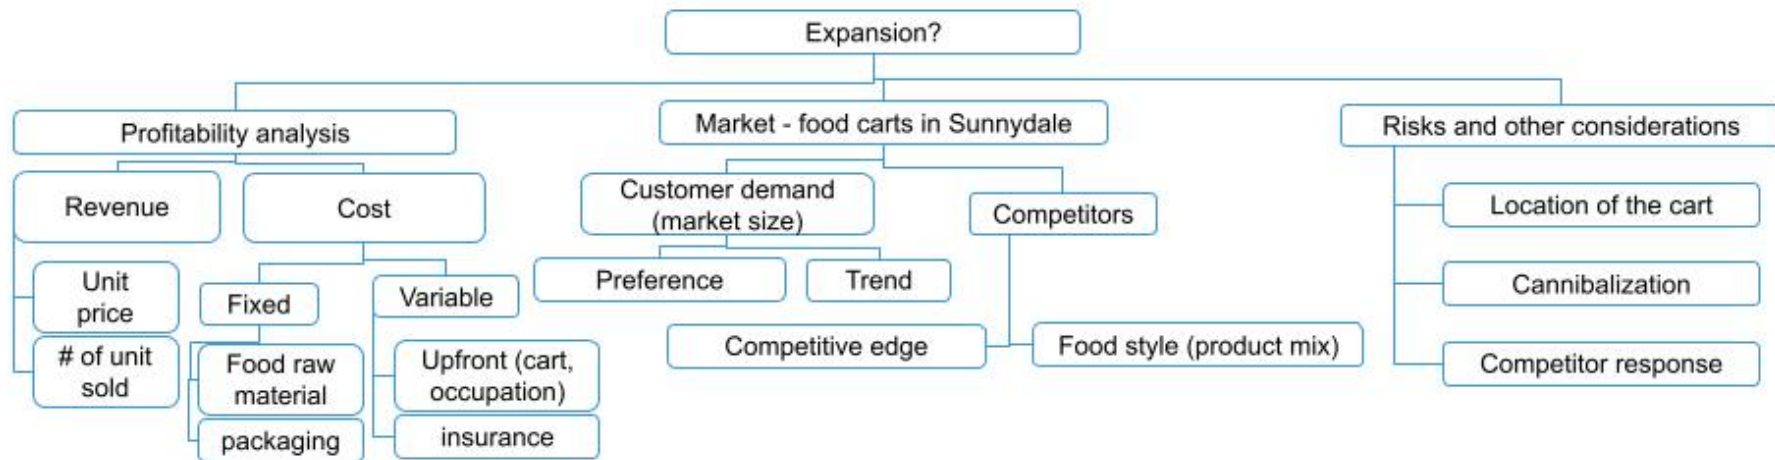 Expansion?
Profitability analysis
Market - food carts in Sunnydale
Risks and other considerations
Revenue
Cost
Customer demand
(market size)
Competitors
Location of the cart
Unit
price
Fixed
Variable
Preference
Trend
Cannibalization
# of unit
sold
Food raw
material
Upfront (cart,
occupation)
Competitive edge
Food style (product mix)
Competitor response
packaging
insurance